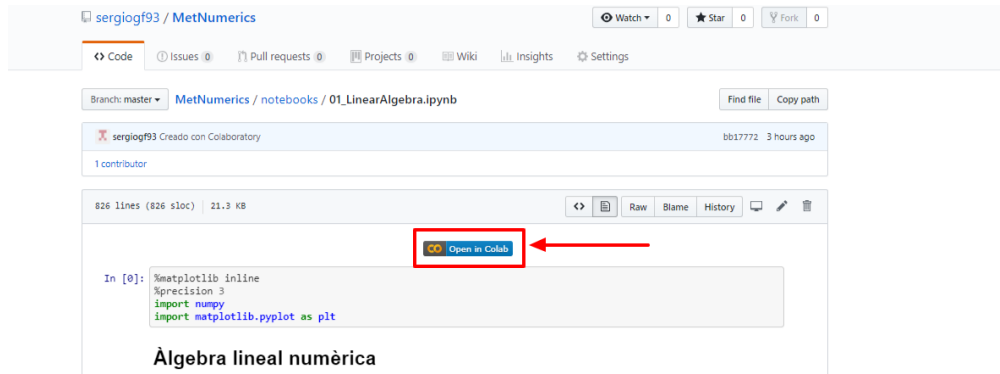 sergiogf93 / MetNumerics
Watch 0 Star 0 Fork 0
Code Issues 0 Pull requests 0 Projects 0 Wiki Insights Settings
Branch: master MetNumerics / notebooks / 01_LinearAlgebra.ipynb Find file Copy path
sergiogf93 Creado con Colaboratory bb17772 3 hours ago
1 contributor
826 lines (826 sloc) 21.3 KB <> Raw Blame History
CO Open in Colab
In [0]: %matplotlib inline
%precision 3
import numpy
import matplotlib.pyplot as plt
Àlgebra lineal numèrica